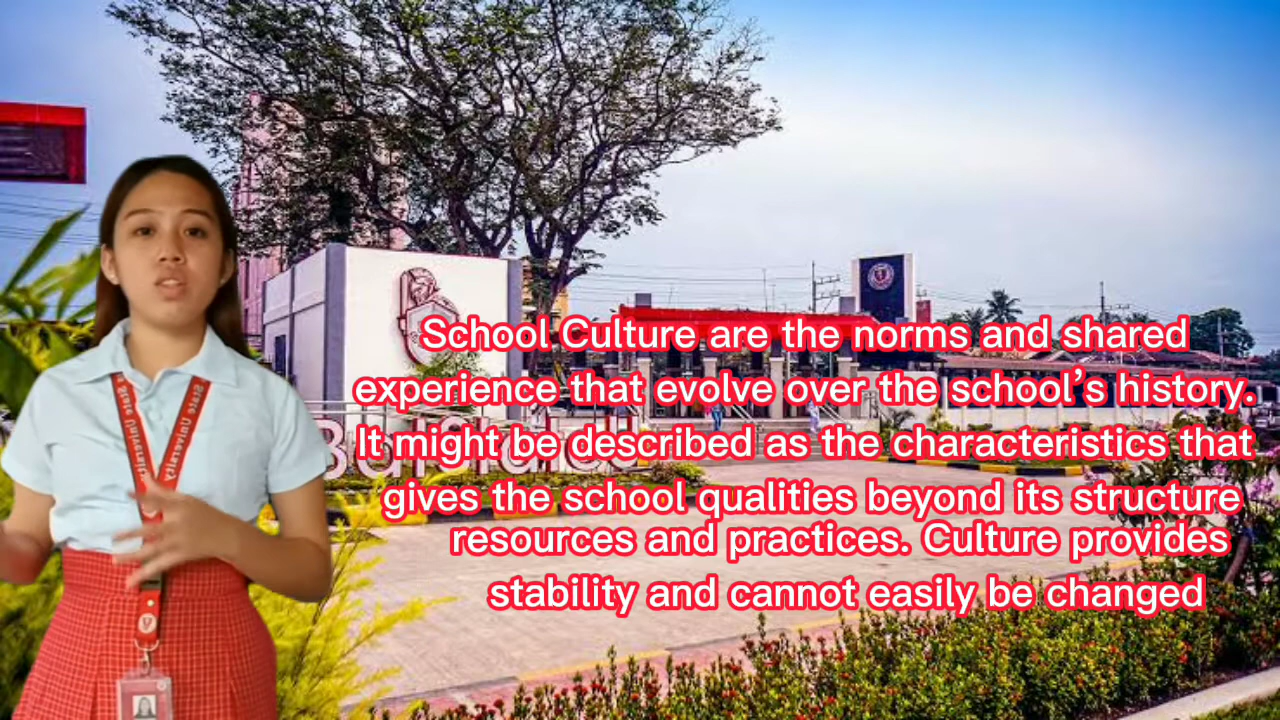 School Culture are the norms and shared
experience that evolve over the school's history.
It might be described as the characteristics that
gives the school qualities beyond its structure
resources and practices. Culture provides
stability and cannot easily be changed
State University